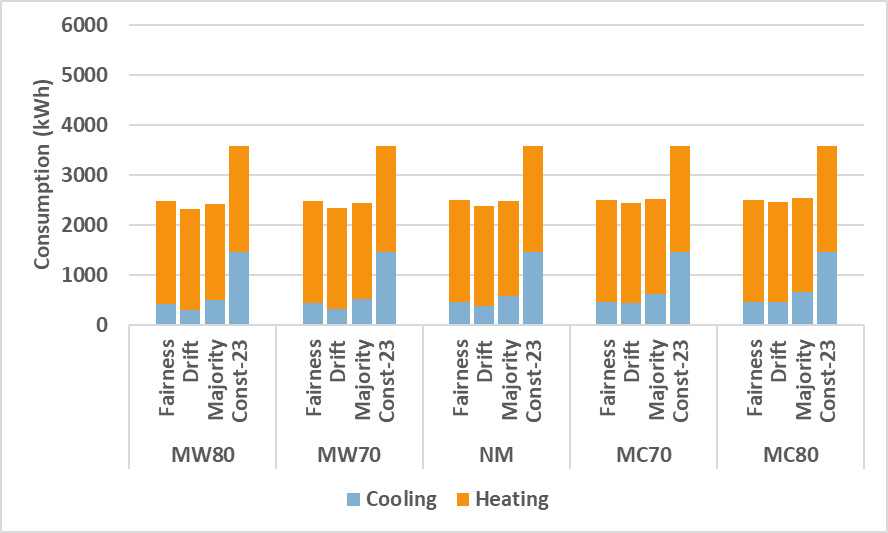 6000
5000
4000
3000
2000
1000
0
Consumption (kWh)
Fairness
Drift
Majority
Const-23
Fairness
Drift
Majority
Const-23
Fairness
Drift
Majority
Const-23
Fairness
Drift
Majority
Const-23
Fairness
Drift
Majority
Const-23
MW80 MW70 NM MC70 MC80
Cooling Heating